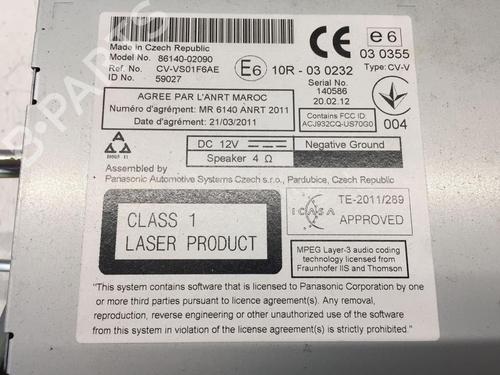 Made in Czech Republic
Model No. 86140-02090
Ref No. CV-VS01F6AE
ID No. 59027
E6 10R - 03 0232
Serial No.
140586
20.02.12
CE
e 6
03 0355
Type: CV-V
AGREE PAR L'ANRT MAROC
Numéro d'agrément: MR 6140 ANRT 2011
Date d'agrément: 21/03/2011
Contains FCC ID:
ACJ932CQ-US70G0
004
DC 12V
Negative Ground
Speaker 4 Ω
Assembled by
Panasonic Automotive Systems Czech s.r.o., Pardubice, Czech Republic
CLASS 1
LASER PRODUCT
ICASA
TE-2011/289
APPROVED
MPEG Layer-3 audio coding
technology licensed from
Fraunhofer IIS and Thomson
"This system contains software that is licensed to Panasonic Corporation by one
or more third parties pursuant to licence agreement(s). Any removal,
reproduction, reverse engineering or other unauthorized use of the software
from this system in violation of the license agreement(s) is strictly prohibited."